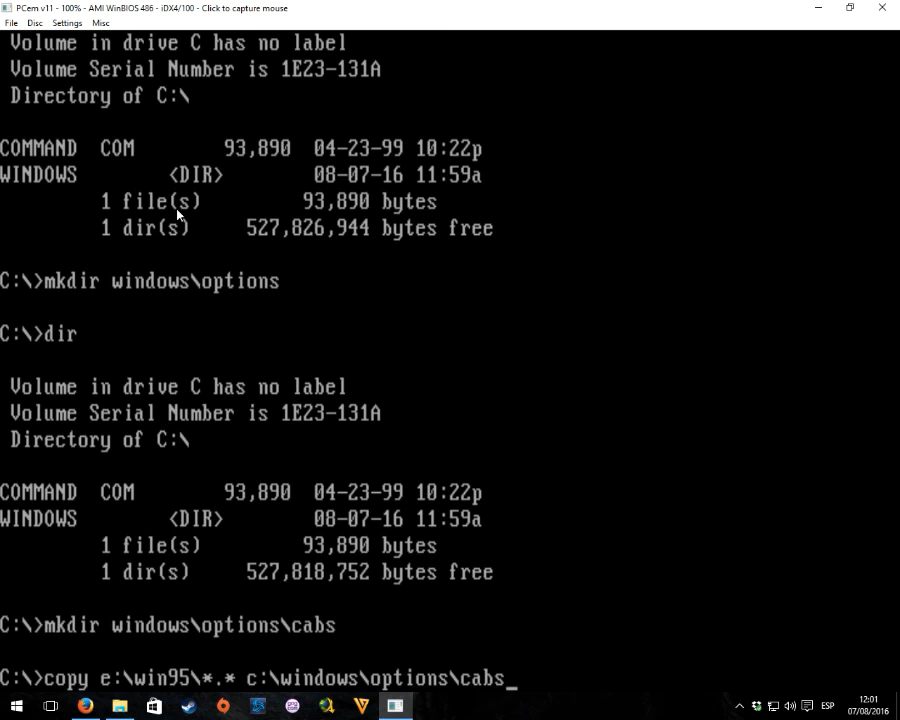 PCem v11 - 100% - AMI WinBIOS 486 - iDX4/100 - Click to capture mouse
File Disc Settings Misc
Volume in drive C has no label
Volume Serial Number is 1E23-131A
Directory of C:\
COMMAND COM 93,890 04-23-99 10:22p
WINDOWS <DIR> 08-07-16 11:59a
1 file(s) 93,890 bytes
1 dir(s) 527,826,944 bytes free
C:\>mkdir windows\options
C:\>dir
Volume in drive C has no label
Volume Serial Number is 1E23-131A
Directory of C:\
COMMAND COM 93,890 04-23-99 10:22p
WINDOWS <DIR> 08-07-16 11:59a
1 file(s) 93,890 bytes
1 dir(s) 527,818,752 bytes free
C:\>mkdir windows\options\cabs
C:\>copy e:\win95\*.* c:\windows\options\cabs_
ESP
12:01
07/08/2016